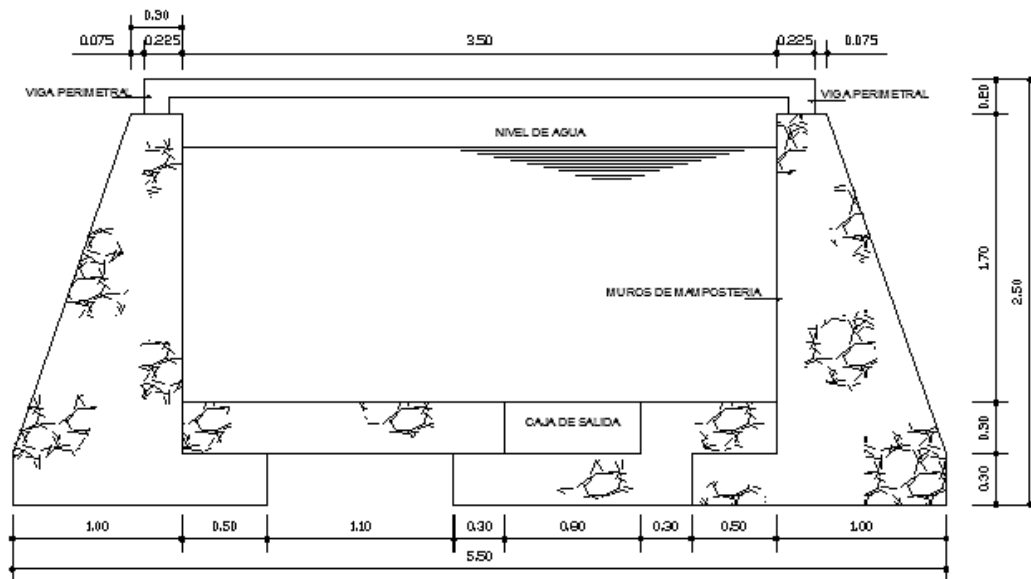 0.30
0.075 0.225 3.50 0.225 0.075
VIGA PERIMETRAL
VIGA PERIMETRAL
0.20
NIVEL DE AGUA
1.70
2.50
MUROS DE MAMPOSTERIA
CAJA DE SALIDA
0.30
0.30
1.00 0.50 1.10 0.30 0.80 0.30 0.50 1.00
5.50